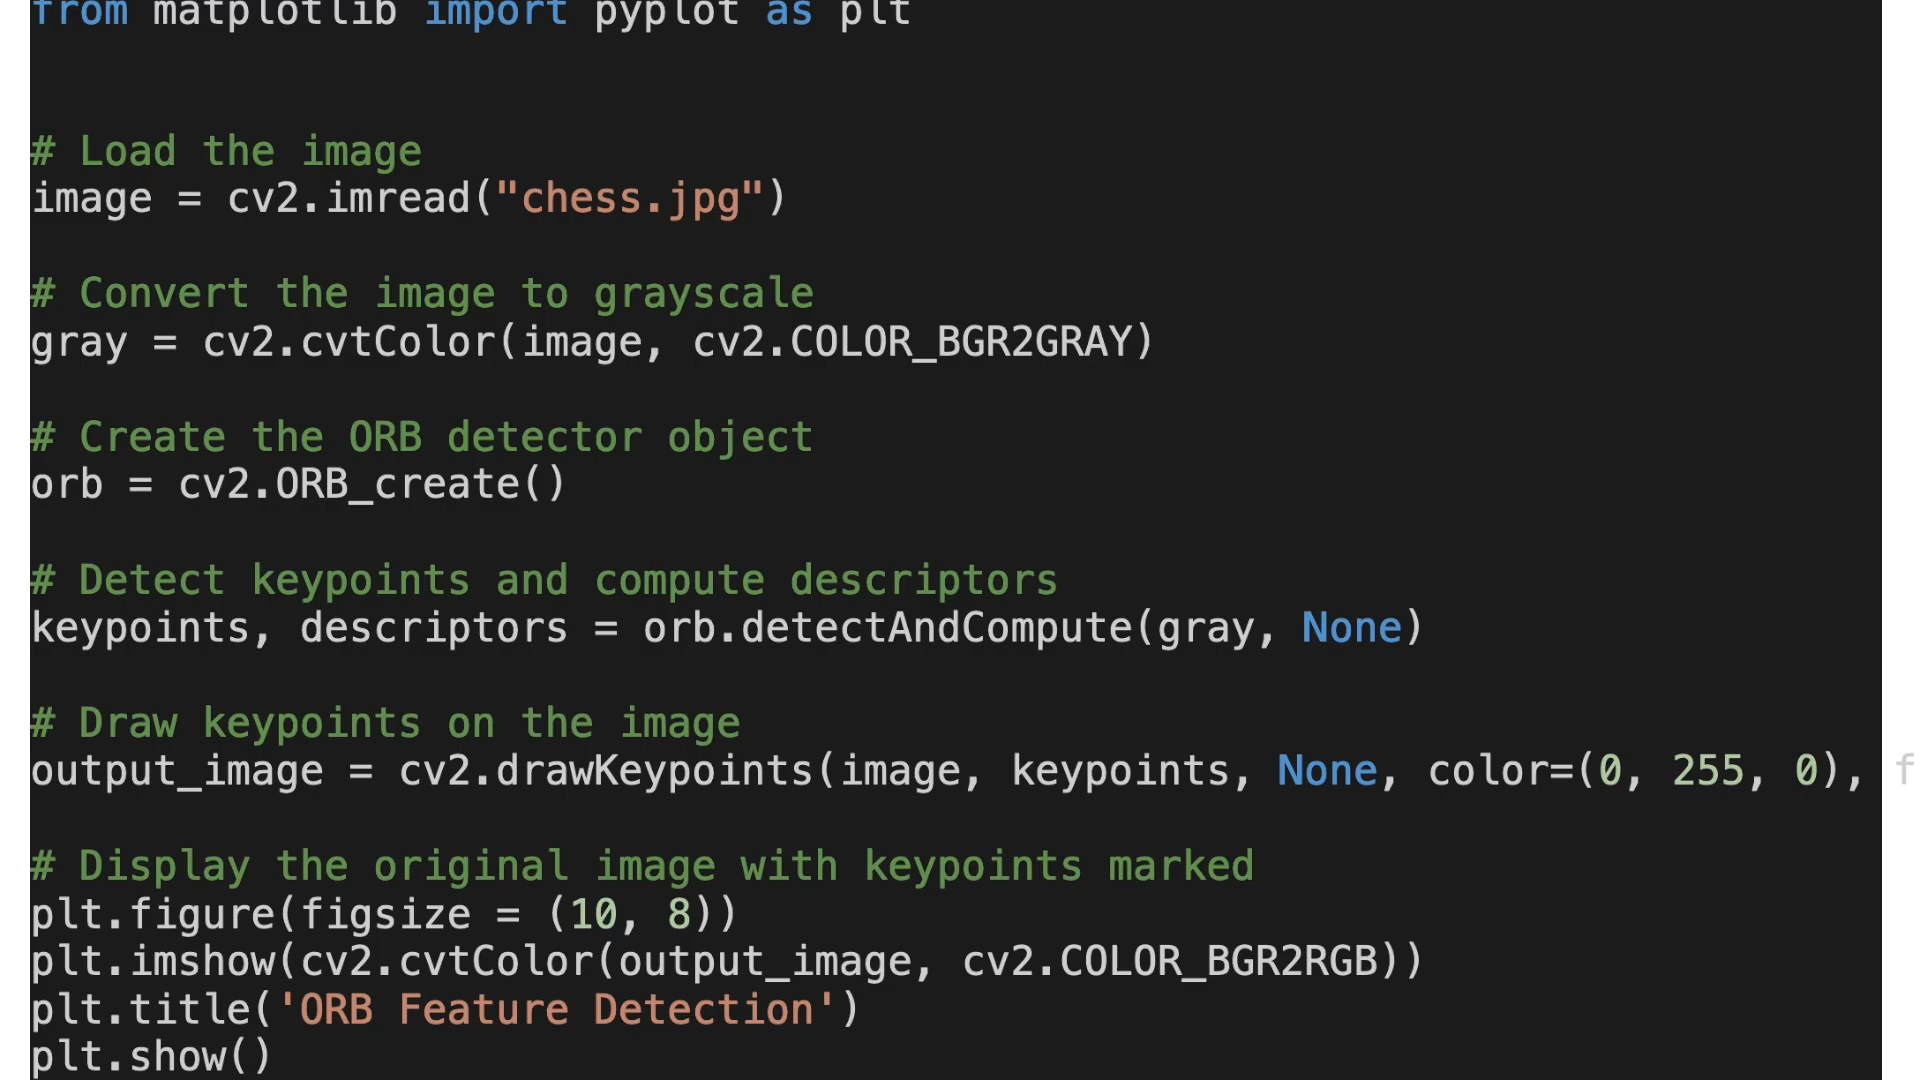 from matplotlib import pyplot as plt
# Load the image
image = cv2.imread("chess.jpg")
# Convert the image to grayscale
gray = cv2.cvtColor(image, cv2.COLOR_BGR2GRAY)
# Create the ORB detector object
orb = cv2.ORB_create()
# Detect keypoints and compute descriptors
keypoints, descriptors = orb.detectAndCompute(gray, None)
# Draw keypoints on the image
output_image = cv2.drawKeypoints(image, keypoints, None, color=(0, 255, 0), f
# Display the original image with keypoints marked
plt.figure(figsize = (10, 8))
plt.imshow(cv2.cvtColor(output_image, cv2.COLOR_BGR2RGB))
plt.title('ORB Feature Detection')
plt.show()